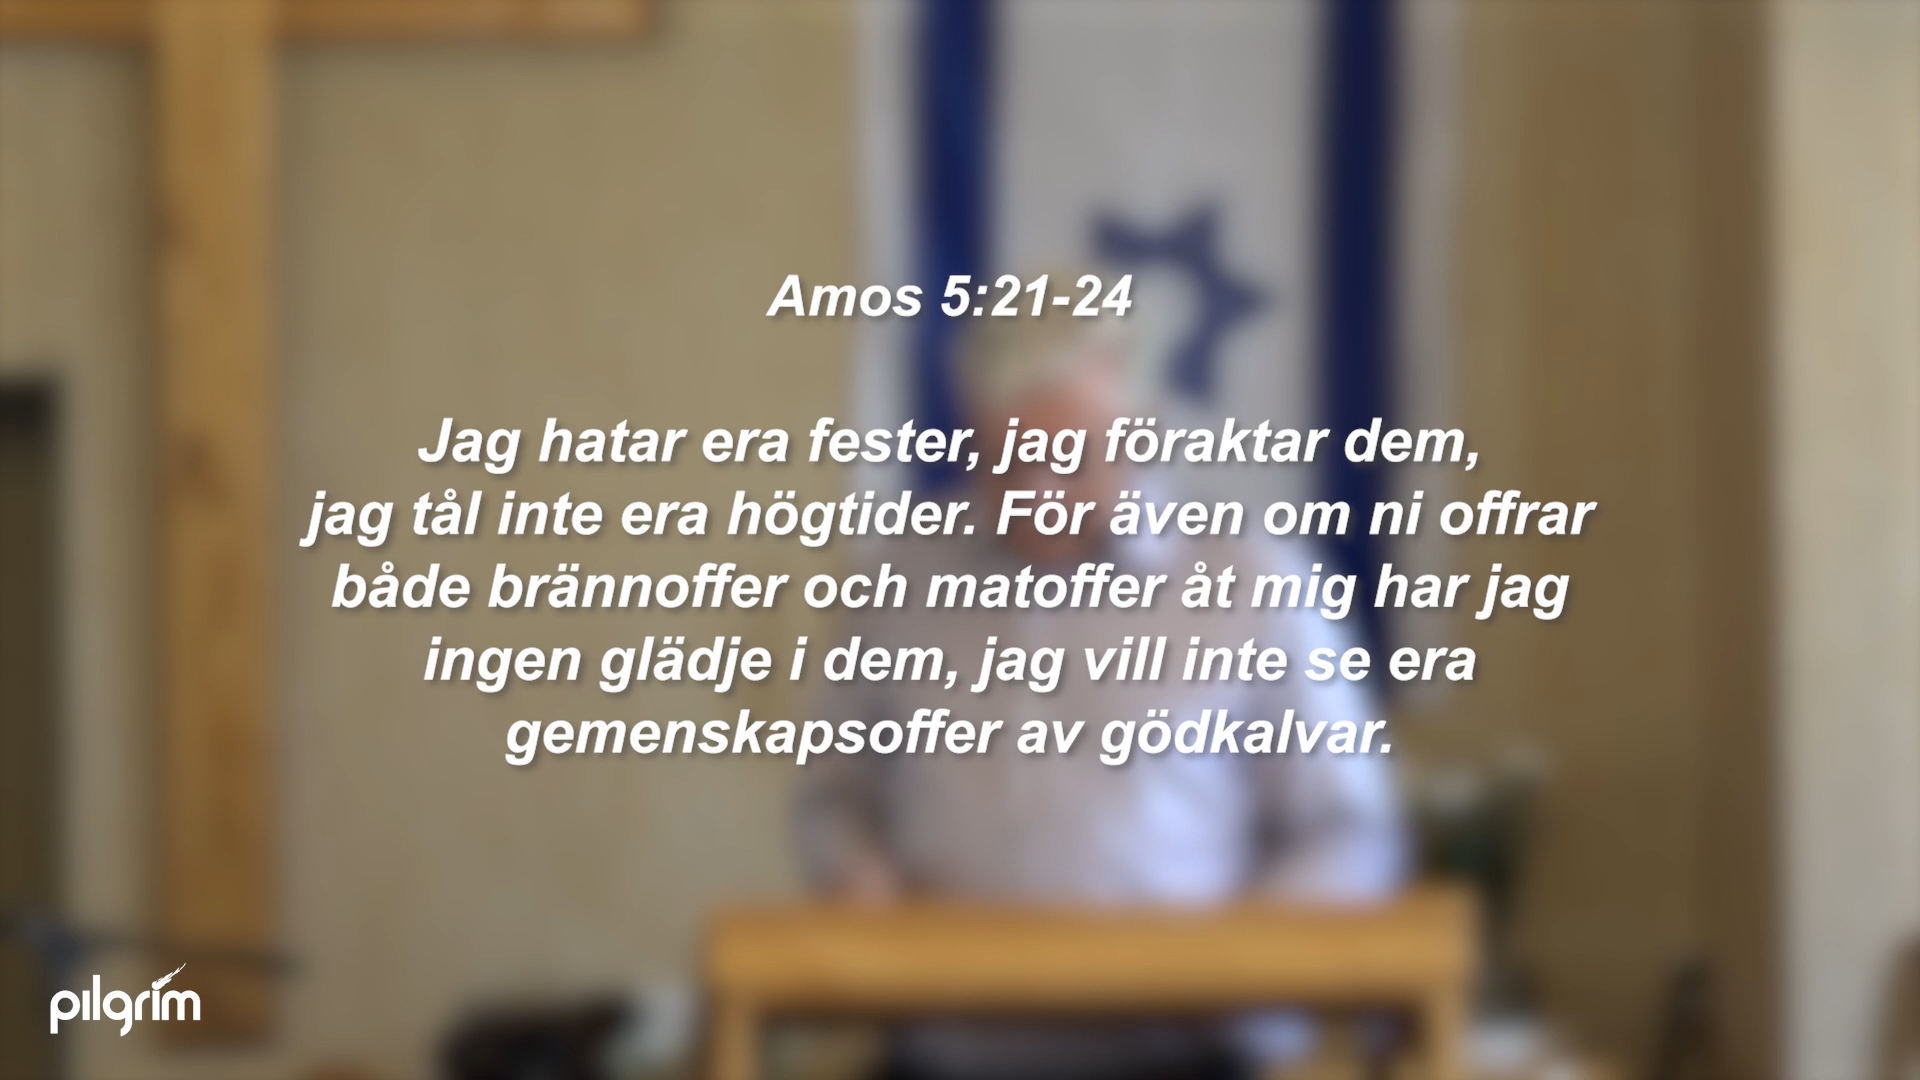 Amos 5:21-24
Jag hatar era fester, jag föraktar dem,
jag tål inte era högtider. För även om ni offrar
både brännoffer och matoffer åt mig har jag
ingen glädje i dem, jag vill inte se era
gemenskapsoffer av gödkalvar.
pilgrim